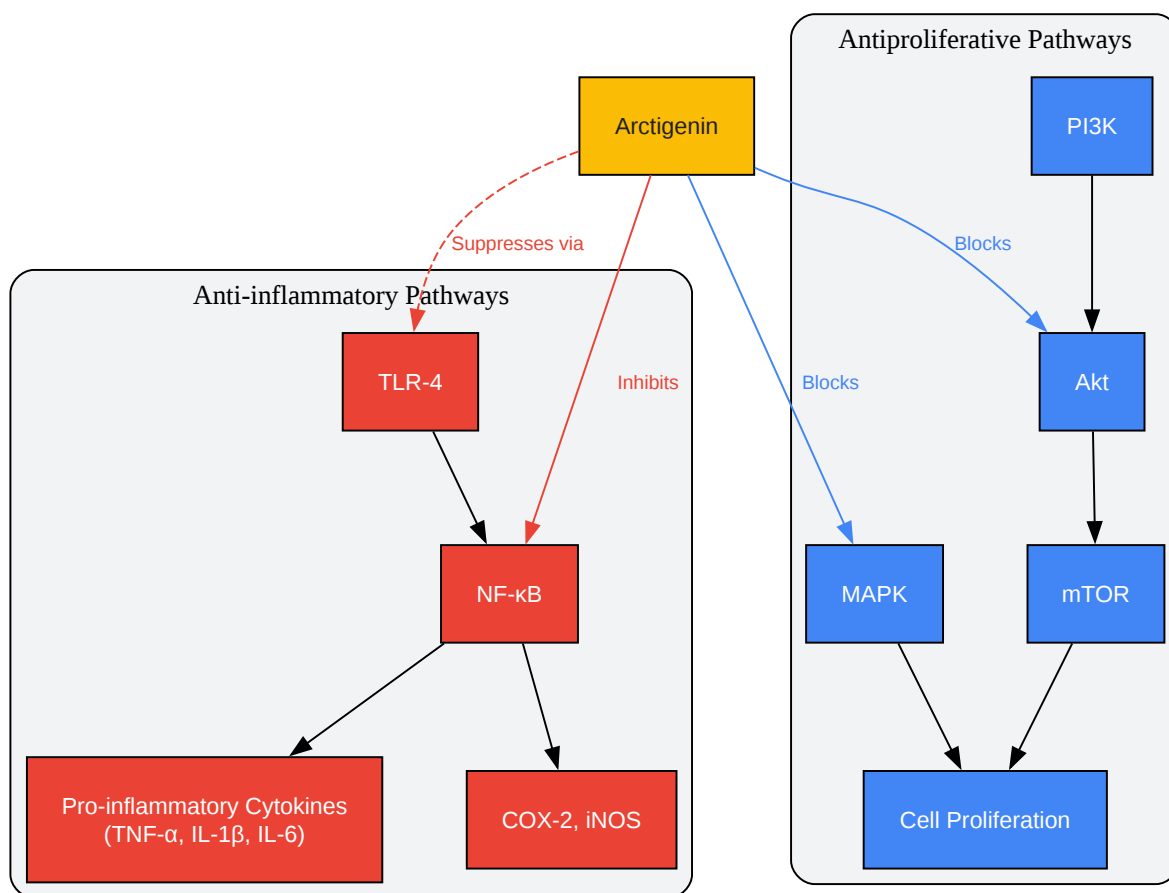 Antiproliferative Pathways
Arctigenin
PI3K
Suppresses via
Blocks
Anti-inflammatory Pathways
TLR-4
Inhibits
Blocks
Akt
NF-κB
MAPK
mTOR
Pro-inflammatory Cytokines
(TNF-α, IL-1β, IL-6)
COX-2, iNOS
Cell Proliferation